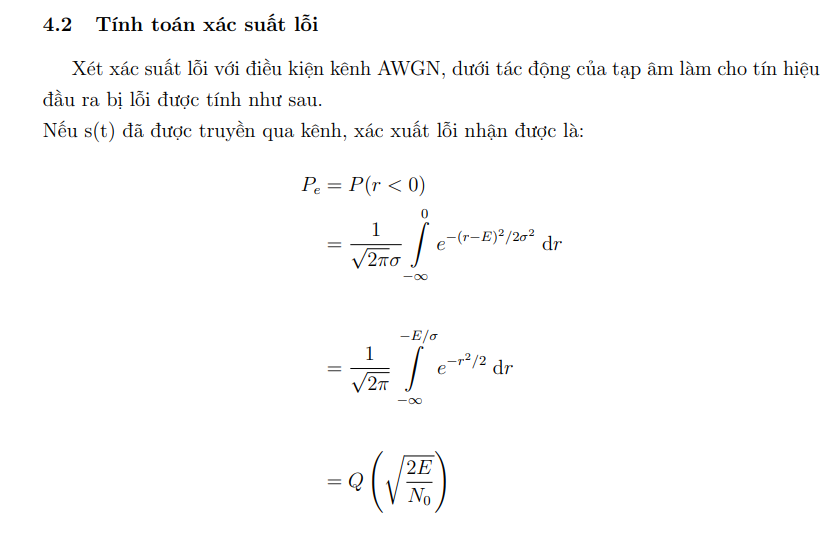 4.2 Tính toán xác suất lỗi
Xét xác suất lỗi với điều kiện kênh AWGN, dưới tác động của tạp âm làm cho tín hiệu
đầu ra bị lỗi được tính như sau.
Nếu s(t) đã được truyền qua kênh, xác xuất lỗi nhận được là:
$P_e = P(r < 0)$
$= \frac{1}{\sqrt{2\pi}\sigma} \int\limits_{-\infty}^{0} e^{-(r-E)^2/2\sigma^2} \, \mathrm{d}r$
$= \frac{1}{\sqrt{2\pi}} \int\limits_{-\infty}^{-E/\sigma} e^{-r^2/2} \, \mathrm{d}r$
$= Q\left(\sqrt{\frac{2E}{N_0}}\right)$